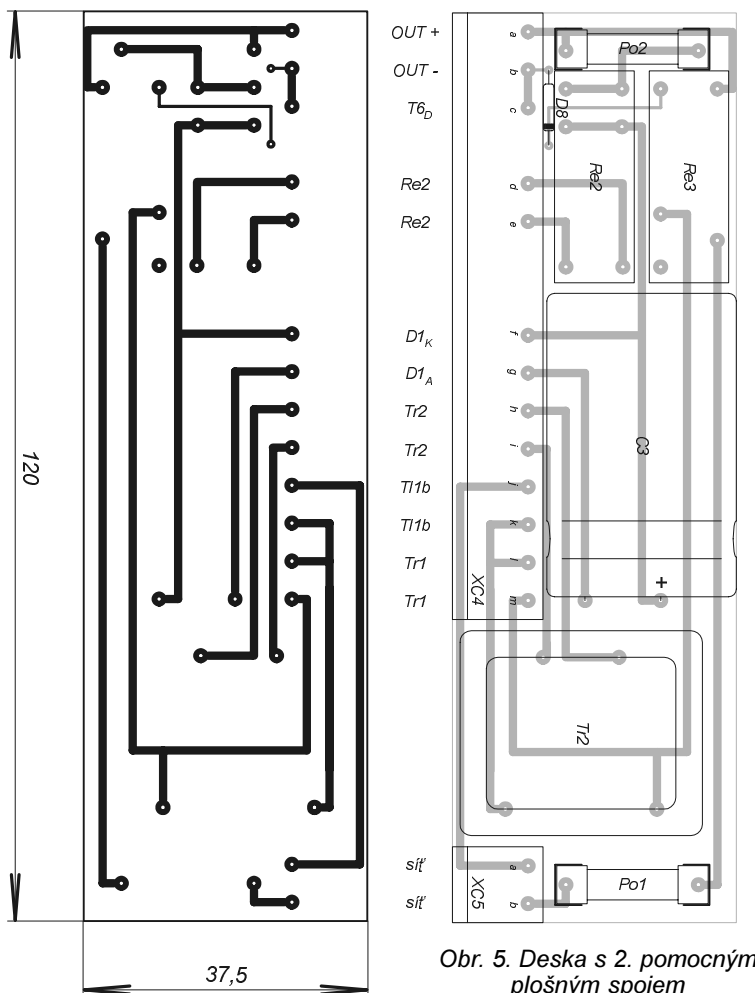 OUT +
OUT -
T6D
Re2
Re2
D1K
D1A
Tr2
Tr2
Tl1b
Tl1b
Tr1
Tr1
síť
síť
120
37,5
a
b
c
d
e
f
g
h
i
j
k
l
m
XC4
a
b
XC5
Po2
D8
Re2
Re3
C3
+
Tr2
Po1
Obr. 5. Deska s 2. pomocným
plošným spojem